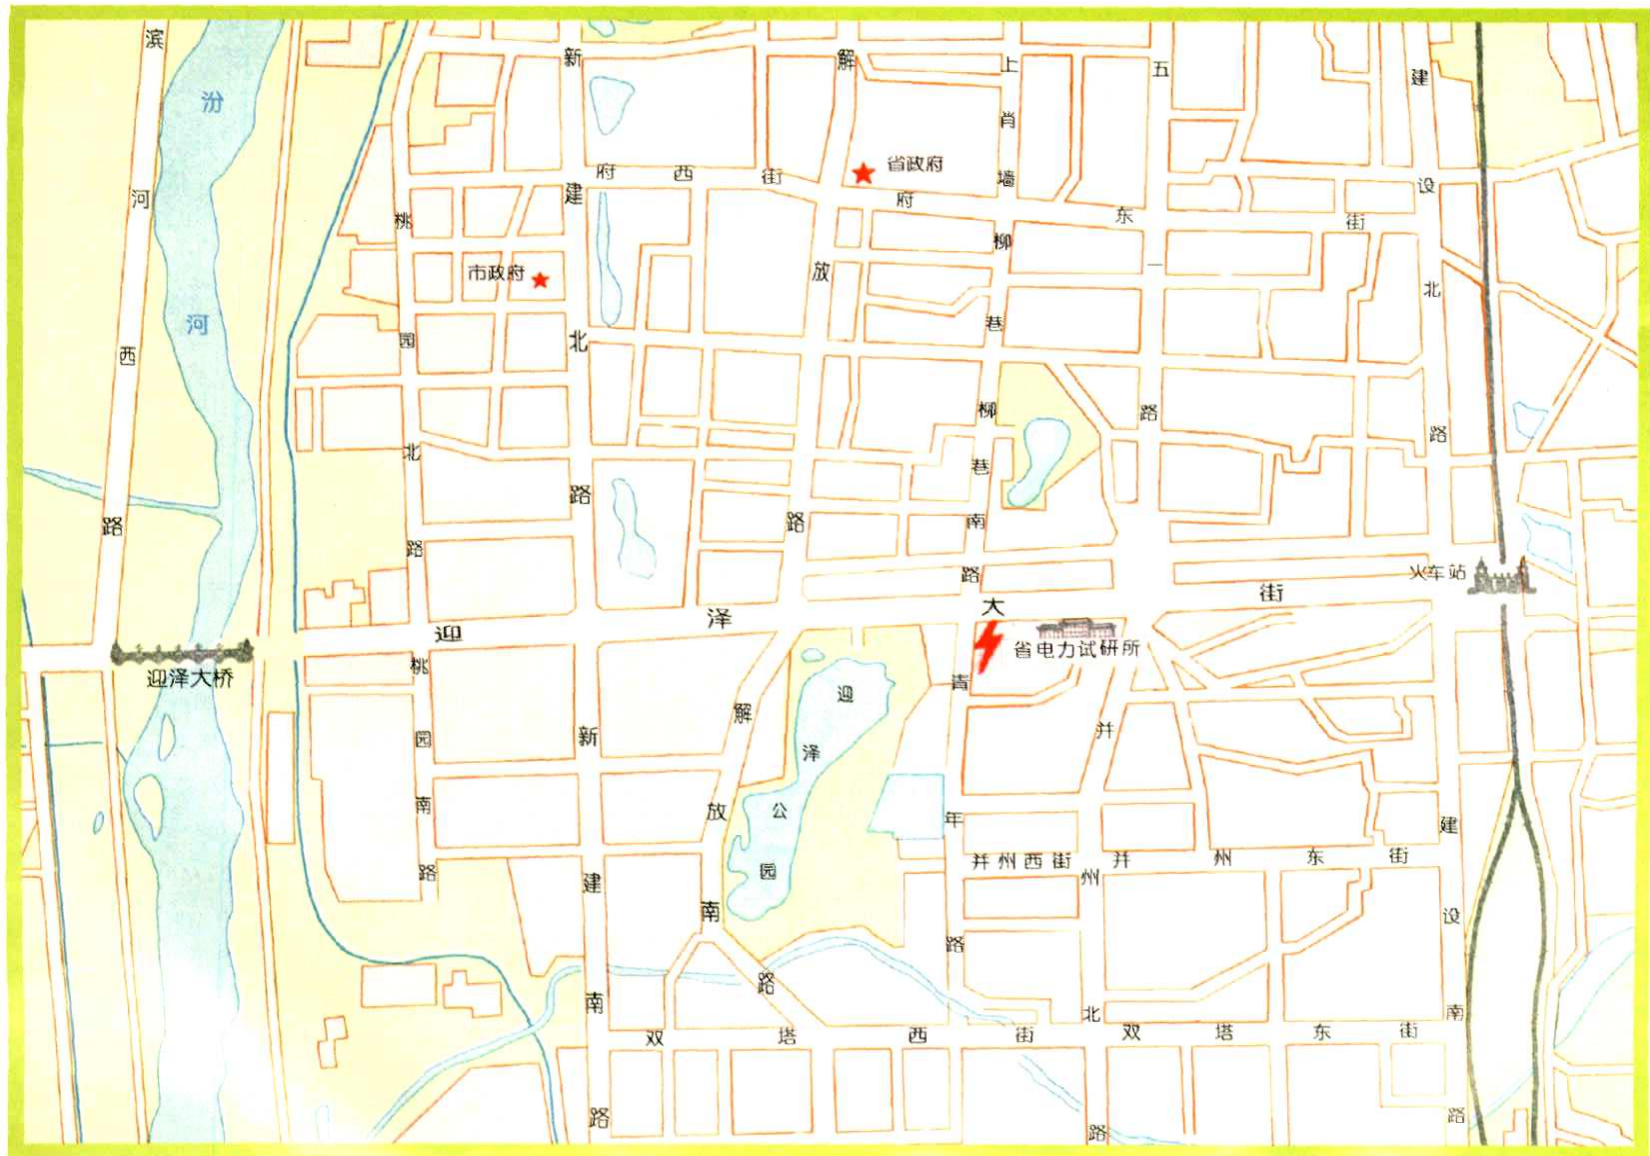 滨河西路
汾河
新建北路
解放路
上肖墙
五一路
建设北路
省政府
府西街
府东街
桃园北路
市政府
柳巷
柳巷南路
火车站
迎泽大街
迎泽大桥
省电力试研所
桃园南路
新建南路
解放南路
迎泽公园
青年路
并州北路
并州西街
并州东街
建设南路
双塔西街
双塔东街